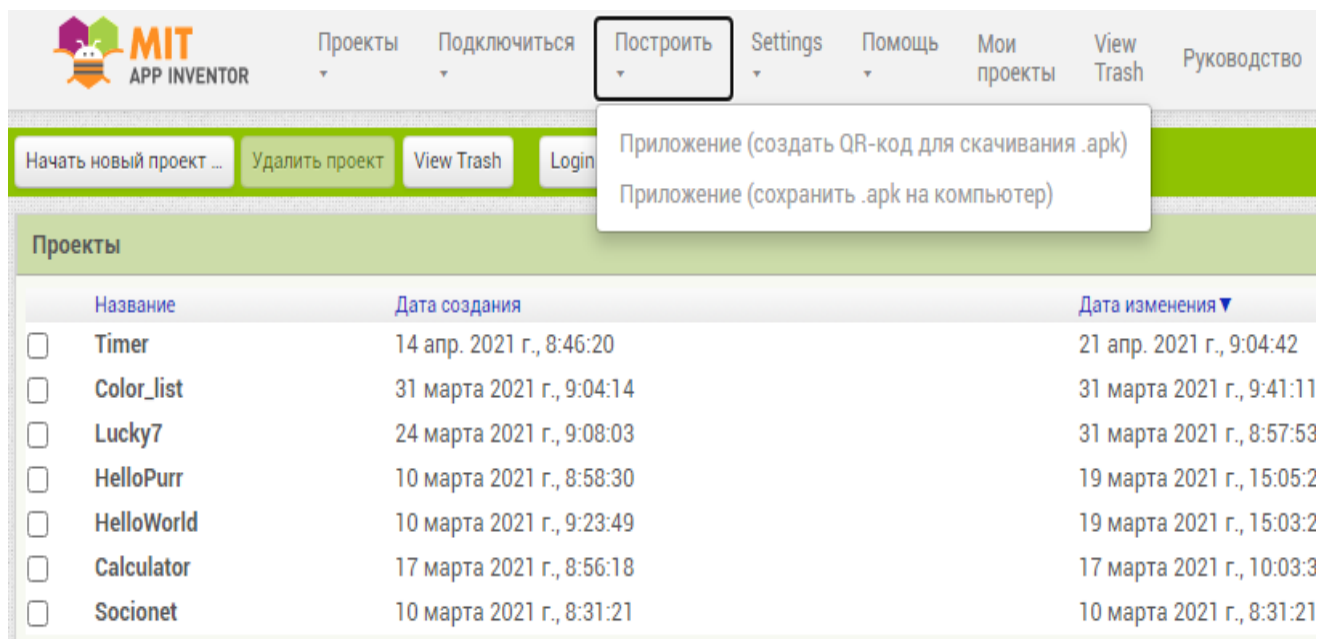 MIT
APP INVENTOR
Проекты
Подключиться
Построить
Settings
Помощь
Мои
проекты
View
Trash
Руководство
Начать новый проект ...
Удалить проект
View Trash
Login
Приложение (создать QR-код для скачивания .apk)
Приложение (сохранить .apk на компьютер)
Проекты
Название Дата создания Дата изменения▼
Timer 14 апр. 2021 г., 8:46:20 21 апр. 2021 г., 9:04:42
Color_list 31 марта 2021 г., 9:04:14 31 марта 2021 г., 9:41:11
Lucky7 24 марта 2021 г., 9:08:03 31 марта 2021 г., 8:57:53
HelloPurr 10 марта 2021 г., 8:58:30 19 марта 2021 г., 15:05:2
HelloWorld 10 марта 2021 г., 9:23:49 19 марта 2021 г., 15:03:2
Calculator 17 марта 2021 г., 8:56:18 17 марта 2021 г., 10:03:3
Socionet 10 марта 2021 г., 8:31:21 10 марта 2021 г., 8:31:21